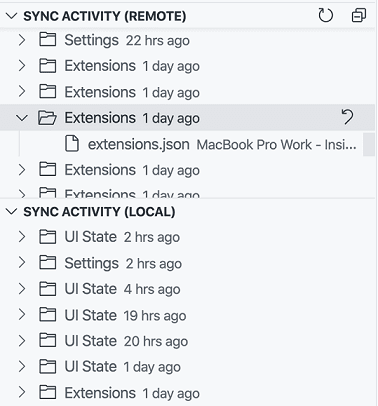 SYNC ACTIVITY (REMOTE)
Settings 22 hrs ago
Extensions 1 day ago
Extensions 1 day ago
Extensions 1 day ago
extensions.json MacBook Pro Work - Insi...
Extensions 1 day ago
Extensions 1 day ago
SYNC ACTIVITY (LOCAL)
UI State 2 hrs ago
Settings 2 hrs ago
UI State 4 hrs ago
UI State 19 hrs ago
UI State 20 hrs ago
UI State 1 day ago
Extensions 1 day ago